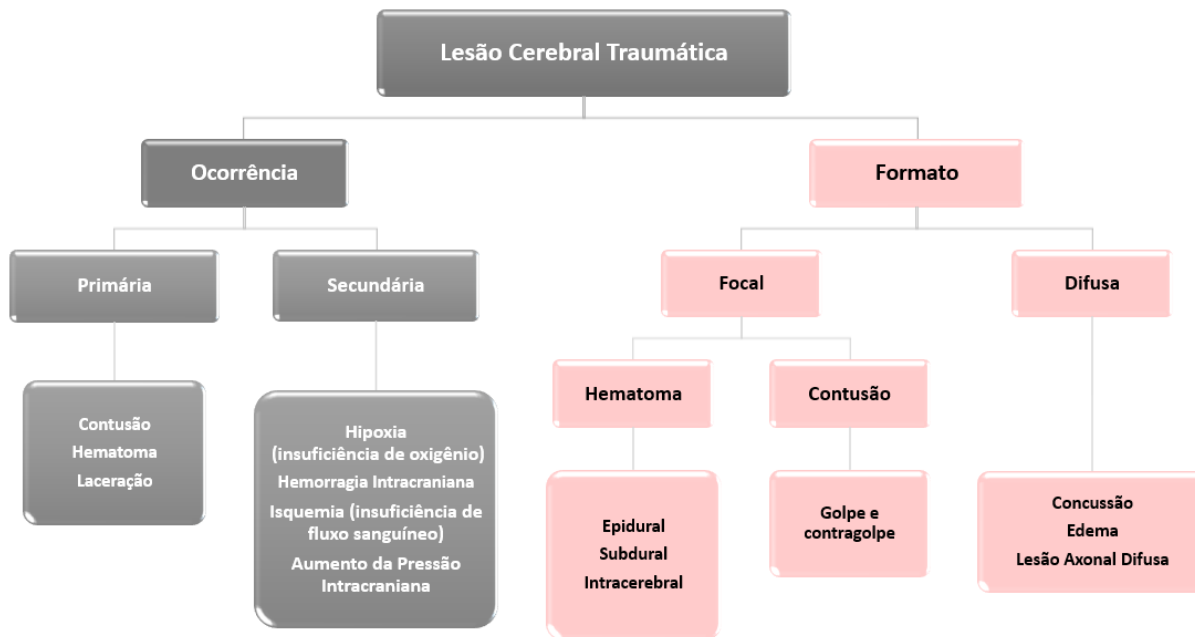 Lesão Cerebral Traumática
Ocorrência
Formato
Primária
Secundária
Focal
Difusa
Hematoma
Contusão
Contusão
Hematoma
Laceração
Hipoxia
(insuficiência de oxigênio)
Hemorragia Intracraniana
Isquemia (insuficiência de
fluxo sanguíneo)
Aumento da Pressão
Intracraniana
Epidural
Subdural
Intracerebral
Golpe e
contragolpe
Concussão
Edema
Lesão Axonal Difusa